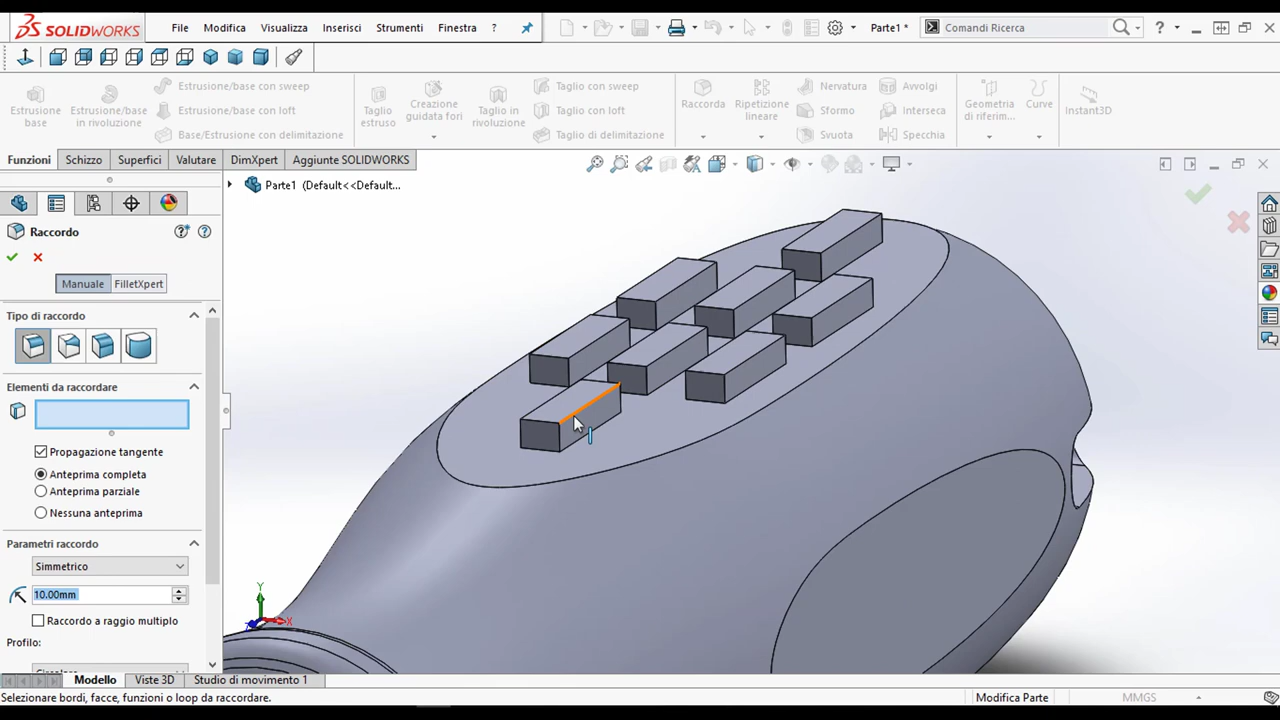 SOLIDWORKS File Modifica Visualizza Inserisci Strumenti Finestra ? Parte1 * Comandi Ricerca ?
Estrusione base
Estrusione/base in rivoluzione
Estrusione/base con sweep
Estrusione/base con loft
Base/Estrusione con delimitazione
Taglio estruso
Creazione guidata fori
Taglio in rivoluzione
Taglio con sweep
Taglio con loft
Taglio di delimitazione
Raccorda
Ripetizione lineare
Nervatura
Sformo
Svuota
Avvolgi
Interseca
Specchia
Geometria di riferim...
Curve
Instant3D
Funzioni Schizzo Superfici Valutare DimXpert Aggiunte SOLIDWORKS
Parte1 (Default<<Default...
Raccordo
Manuale FilletXpert
Tipo di raccordo
Elementi da raccordare
Propagazione tangente
Anteprima completa
Anteprima parziale
Nessuna anteprima
Parametri raccordo
Simmetrico
10.00mm
Raccordo a raggio multiplo
Profilo:
Y
X
Modello Viste 3D Studio di movimento 1
Selezionare bordi, facce, funzioni o loop da raccordare. Modifica Parte MMGS